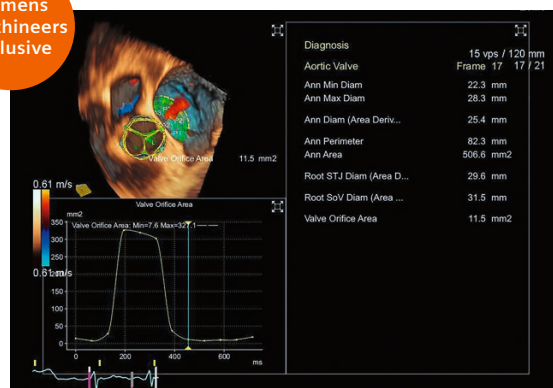 mens
hineers
lusive
Diagnosis
15 vps / 120 mm
Aortic Valve
Frame 17 17 / 21
Ann Min Diam 22.3 mm
Ann Max Diam 28.3 mm
Ann Diam (Area Deriv... 25.4 mm
Ann Perimeter 82.3 mm
Ann Area 506.6 mm2
Root STJ Diam (Area D... 29.6 mm
Root SoV Diam (Area ... 31.5 mm
Valve Orifice Area 11.5 mm2
Valve Orifice Area 11.5 mm2
0.61 m/s
0.61 m/s
Valve Orifice Area
mm2
Valve Orifice Area: Min=7.6 Max=327.1
350
300
250
200
150
100
50
0
0 200 400 600 ms